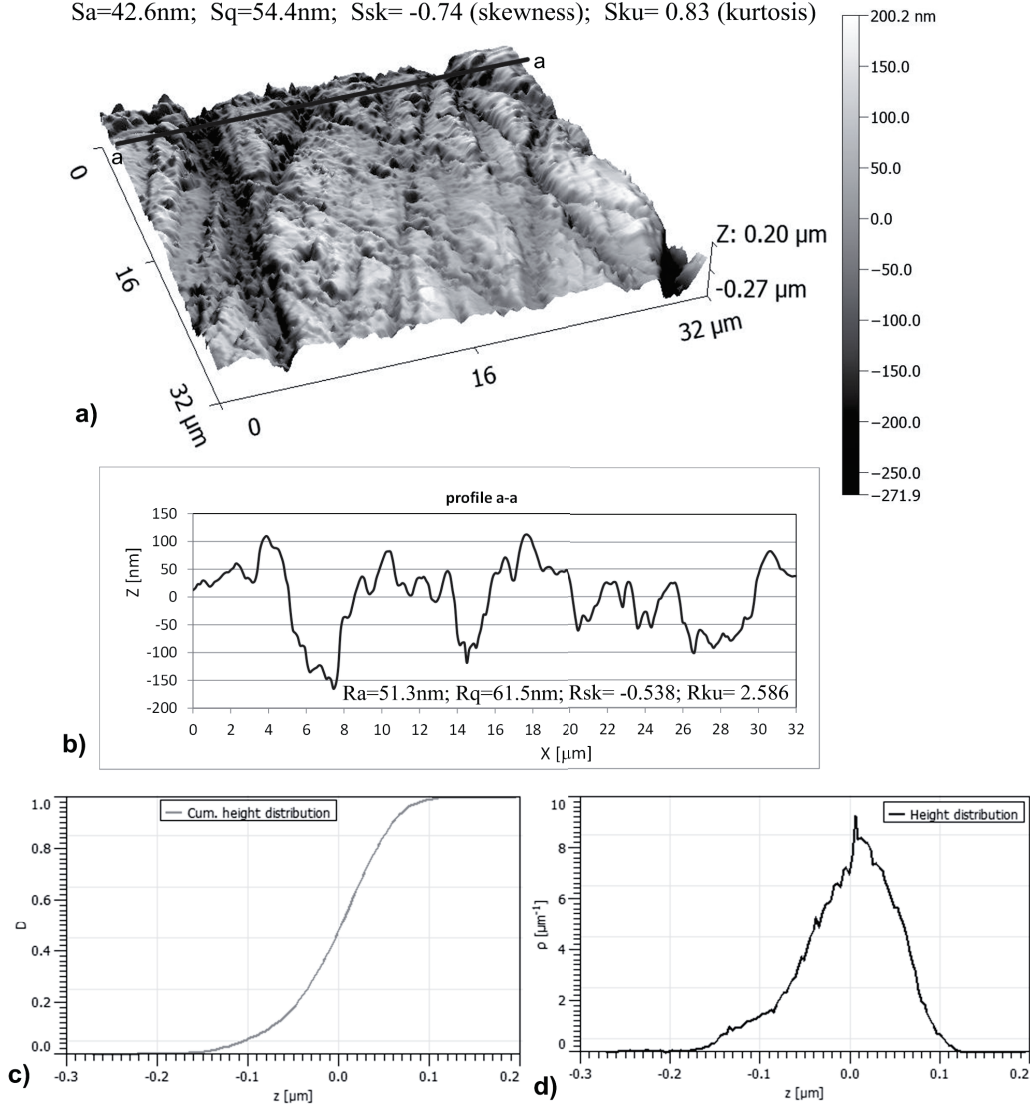 Sa=42.6nm; Sq=54.4nm; Ssk= -0.74 (skewness); Sku= 0.83 (kurtosis)
200.2 nm
150.0
100.0
50.0
0.0
−50.0
−100.0
−150.0
−200.0
−250.0
−271.9
a
a
0
16
32 µm
0
16
32 µm
Z: 0.20 µm
-0.27 µm
a)
profile a-a
Z [nm]
150
100
50
0
-50
-100
-150
-200
Ra=51.3nm; Rq=61.5nm; Rsk= -0.538; Rku= 2.586
0 2 4 6 8 10 12 14 16 18 20 22 24 26 28 30 32
X [µm]
b)
Cum. height distribution
D
1.0
0.8
0.6
0.4
0.2
0.0
-0.3 -0.2 -0.1 0.0 0.1 0.2
z [µm]
c)
Height distribution
ρ [µm⁻¹]
10
8
6
4
2
0
-0.3 -0.2 -0.1 0.0 0.1 0.2
z [µm]
d)